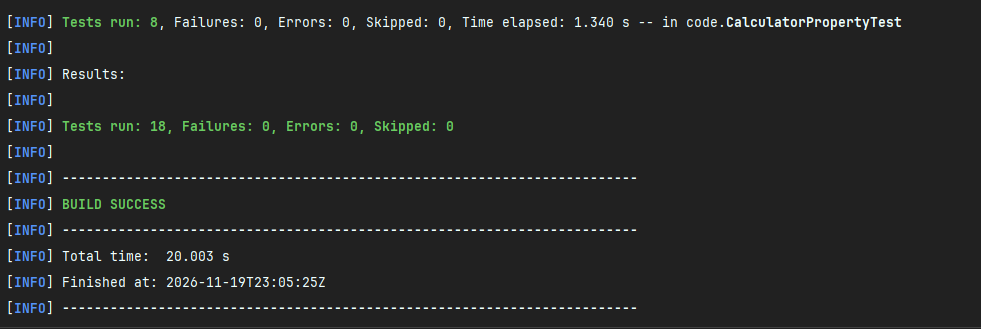 [INFO] Tests run: 8, Failures: 0, Errors: 0, Skipped: 0, Time elapsed: 1.340 s -- in code.CalculatorPropertyTest
[INFO]
[INFO] Results:
[INFO]
[INFO] Tests run: 18, Failures: 0, Errors: 0, Skipped: 0
[INFO]
[INFO] ------------------------------------------------------------------------
[INFO] BUILD SUCCESS
[INFO] ------------------------------------------------------------------------
[INFO] Total time:  20.003 s
[INFO] Finished at: 2026-11-19T23:05:25Z
[INFO] ------------------------------------------------------------------------